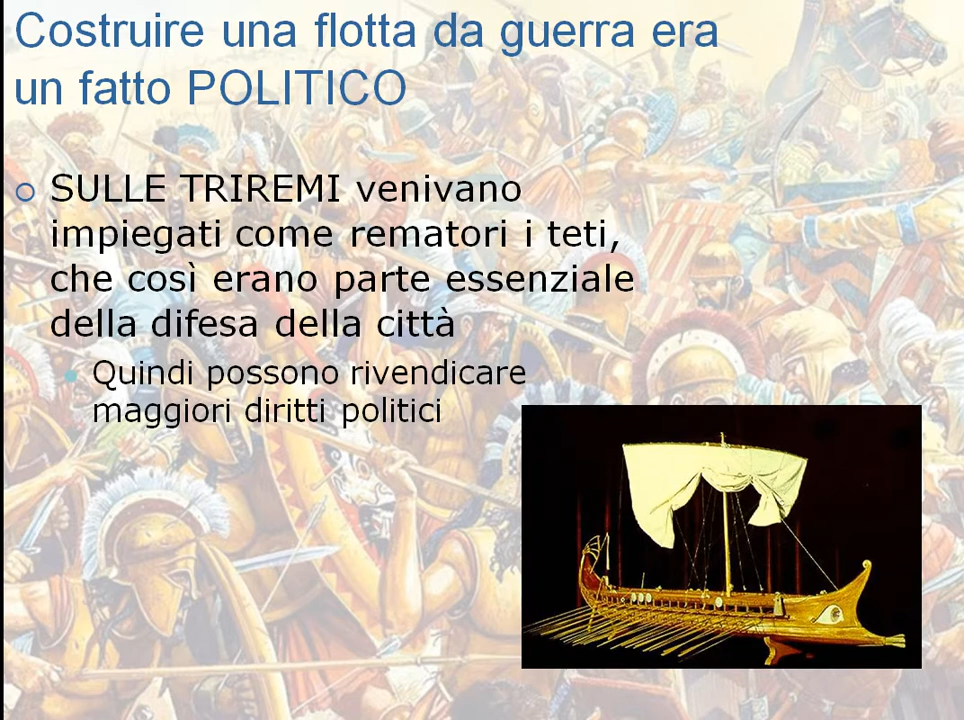 Costruire una flotta da guerra era
un fatto POLITICO
SULLE TRIREMI venivano
impiegati come rematori i teti,
che così erano parte essenziale
della difesa della città
Quindi possono rivendicare
maggiori diritti politici